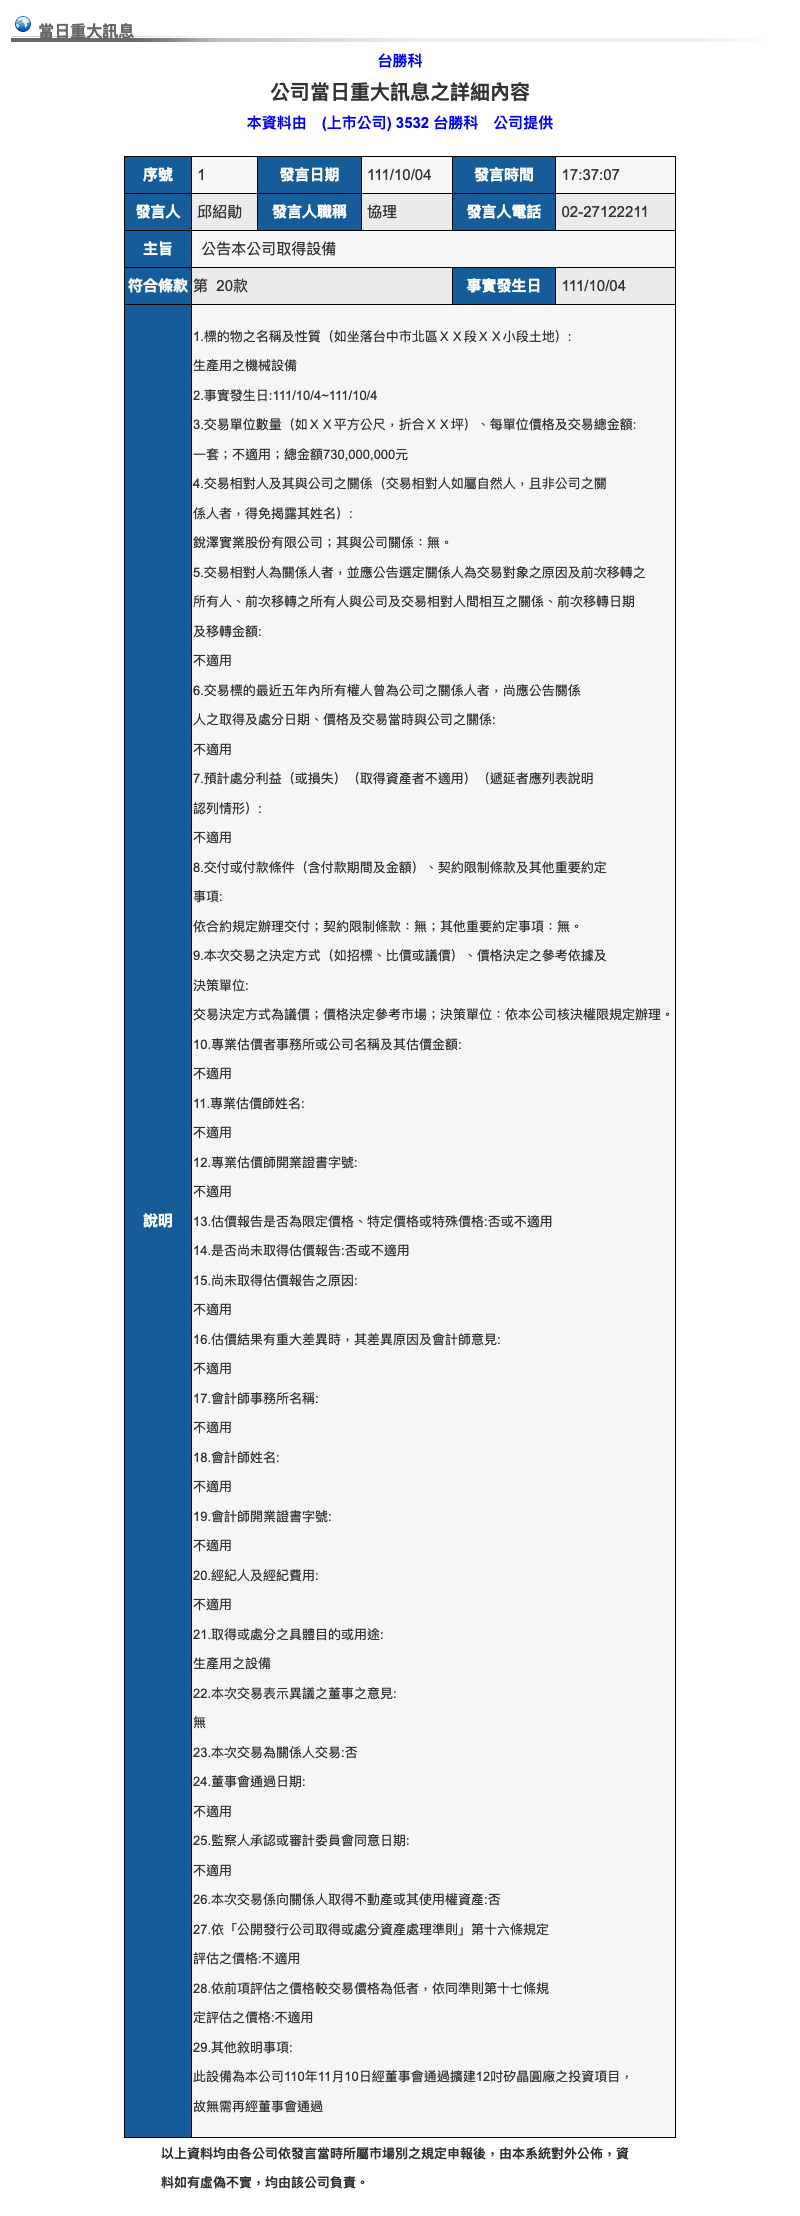 當日重大訊息
台勝科
公司當日重大訊息之詳細內容
本資料由　(上市公司) 3532 台勝科　公司提供
序號 1 發言日期 111/10/04 發言時間 17:37:07
發言人 邱紹勛 發言人職稱 協理 發言人電話 02-27122211
主旨 公告本公司取得設備
符合條款 第 20款 事實發生日 111/10/04
說明
1.標的物之名稱及性質（如坐落台中市北區ＸＸ段ＸＸ小段土地）:
生產用之機械設備
2.事實發生日:111/10/4~111/10/4
3.交易單位數量（如ＸＸ平方公尺，折合ＸＸ坪）、每單位價格及交易總金額:
一套；不適用；總金額730,000,000元
4.交易相對人及其與公司之關係（交易相對人如屬自然人，且非公司之關
係人者，得免揭露其姓名）:
銳澤實業股份有限公司；其與公司關係：無。
5.交易相對人為關係人者，並應公告選定關係人為交易對象之原因及前次移轉之
所有人、前次移轉之所有人與公司及交易相對人間相互之關係、前次移轉日期
及移轉金額:
不適用
6.交易標的最近五年內所有權人曾為公司之關係人者，尚應公告關係
人之取得及處分日期、價格及交易當時與公司之關係:
不適用
7.預計處分利益（或損失）（取得資產者不適用）（遞延者應列表說明
認列情形）:
不適用
8.交付或付款條件（含付款期間及金額）、契約限制條款及其他重要約定
事項:
依合約規定辦理交付；契約限制條款：無；其他重要約定事項：無。
9.本次交易之決定方式（如招標、比價或議價）、價格決定之參考依據及
決策單位:
交易決定方式為議價；價格決定參考市場；決策單位：依本公司核決權限規定辦理。
10.專業估價者事務所或公司名稱及其估價金額:
不適用
11.專業估價師姓名:
不適用
12.專業估價師開業證書字號:
不適用
13.估價報告是否為限定價格、特定價格或特殊價格:否或不適用
14.是否尚未取得估價報告:否或不適用
15.尚未取得估價報告之原因:
不適用
16.估價結果有重大差異時，其差異原因及會計師意見:
不適用
17.會計師事務所名稱:
不適用
18.會計師姓名:
不適用
19.會計師開業證書字號:
不適用
20.經紀人及經紀費用:
不適用
21.取得或處分之具體目的或用途:
生產用之設備
22.本次交易表示異議之董事之意見:
無
23.本次交易為關係人交易:否
24.董事會通過日期:
不適用
25.監察人承認或審計委員會同意日期:
不適用
26.本次交易係向關係人取得不動產或其使用權資產:否
27.依「公開發行公司取得或處分資產處理準則」第十六條規定
評估之價格:不適用
28.依前項評估之價格較交易價格為低者，依同準則第十七條規
定評估之價格:不適用
29.其他敘明事項:
此設備為本公司110年11月10日經董事會通過擴建12吋矽晶圓廠之投資項目，
故無需再經董事會通過
以上資料均由各公司依發言當時所屬市場別之規定申報後，由本系統對外公佈，資
料如有虛偽不實，均由該公司負責。